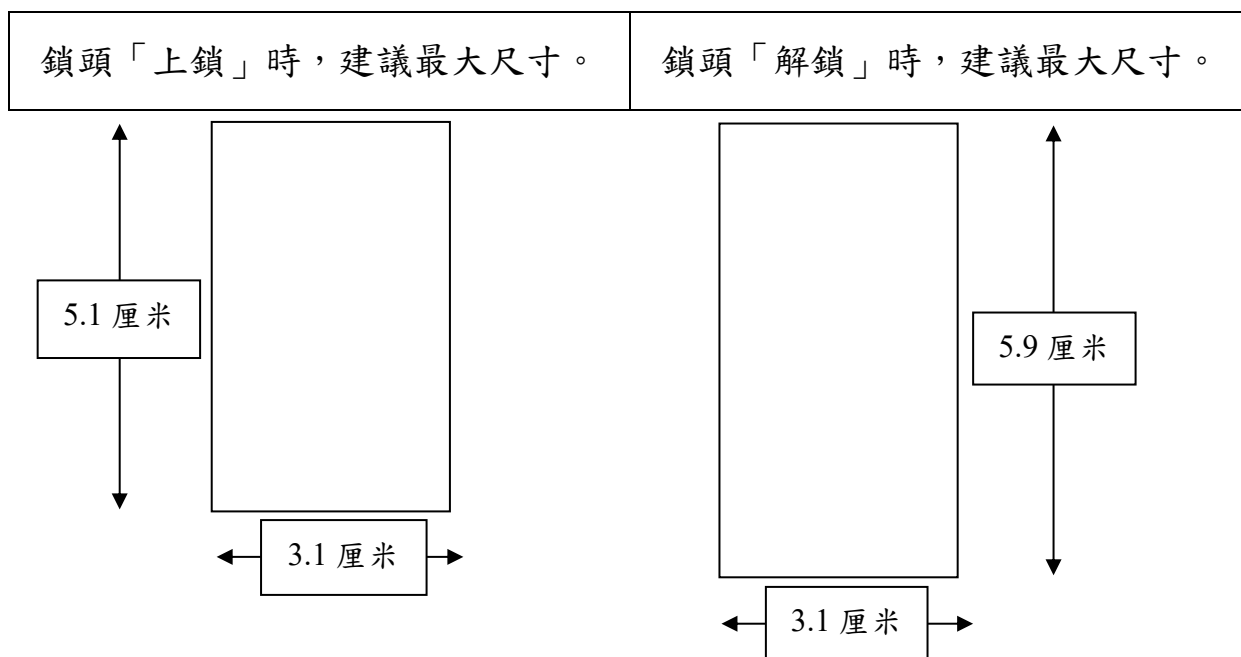 鎖頭「上鎖」時，建議最大尺寸。
鎖頭「解鎖」時，建議最大尺寸。
5.1 厘米
5.9 厘米
3.1 厘米
3.1 厘米